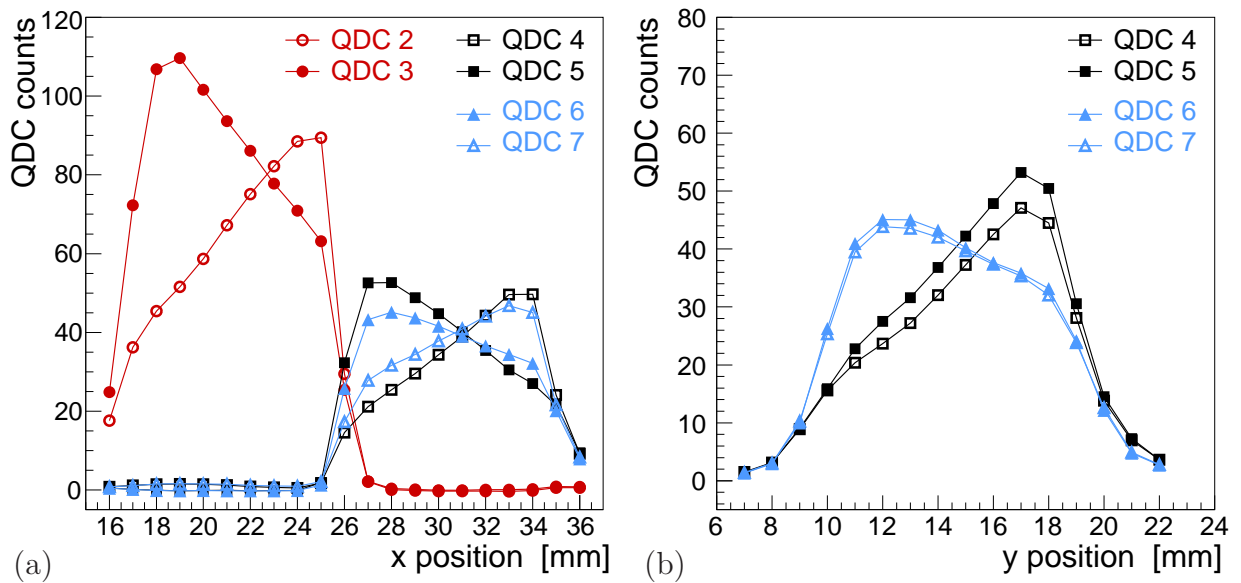 QDC counts
120
100
80
60
40
20
0
QDC 2
QDC 3
QDC 4
QDC 5
QDC 6
QDC 7
16 18 20 22 24 26 28 30 32 34 36
x position [mm]
(a)
QDC counts
80
70
60
50
40
30
20
10
0
QDC 4
QDC 5
QDC 6
QDC 7
6 8 10 12 14 16 18 20 22 24
y position [mm]
(b)